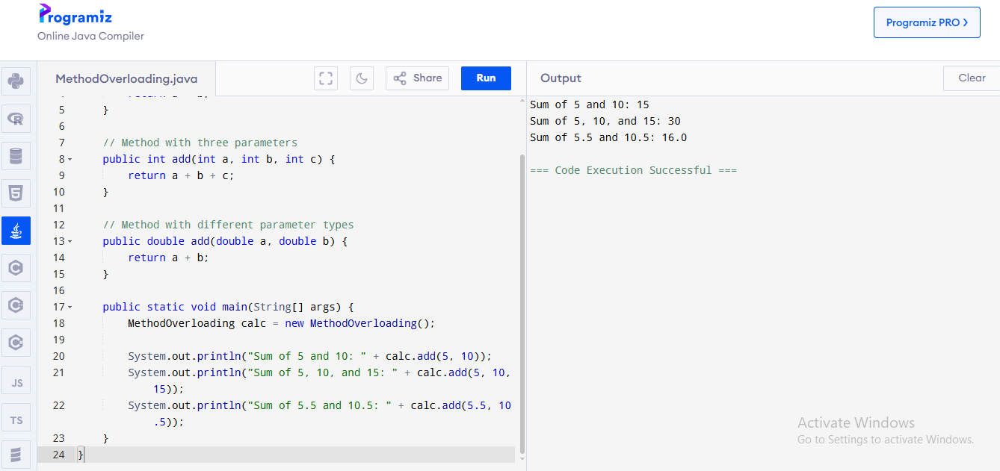 Programiz
Online Java Compiler
Programiz PRO
MethodOverloading.java
Share
Run
Output
Clear
5 }
6
7 // Method with three parameters
8 public int add(int a, int b, int c) {
9 return a + b + c;
10 }
11
12 // Method with different parameter types
13 public double add(double a, double b) {
14 return a + b;
15 }
16
17 public static void main(String[] args) {
18 MethodOverloading calc = new MethodOverloading();
19
20 System.out.println("Sum of 5 and 10: " + calc.add(5, 10));
21 System.out.println("Sum of 5, 10, and 15: " + calc.add(5, 10,
15));
22 System.out.println("Sum of 5.5 and 10.5: " + calc.add(5.5, 10
.5));
23 }
24 }
JS
TS
Sum of 5 and 10: 15
Sum of 5, 10, and 15: 30
Sum of 5.5 and 10.5: 16.0
=== Code Execution Successful ===
Activate Windows
Go to Settings to activate Windows.